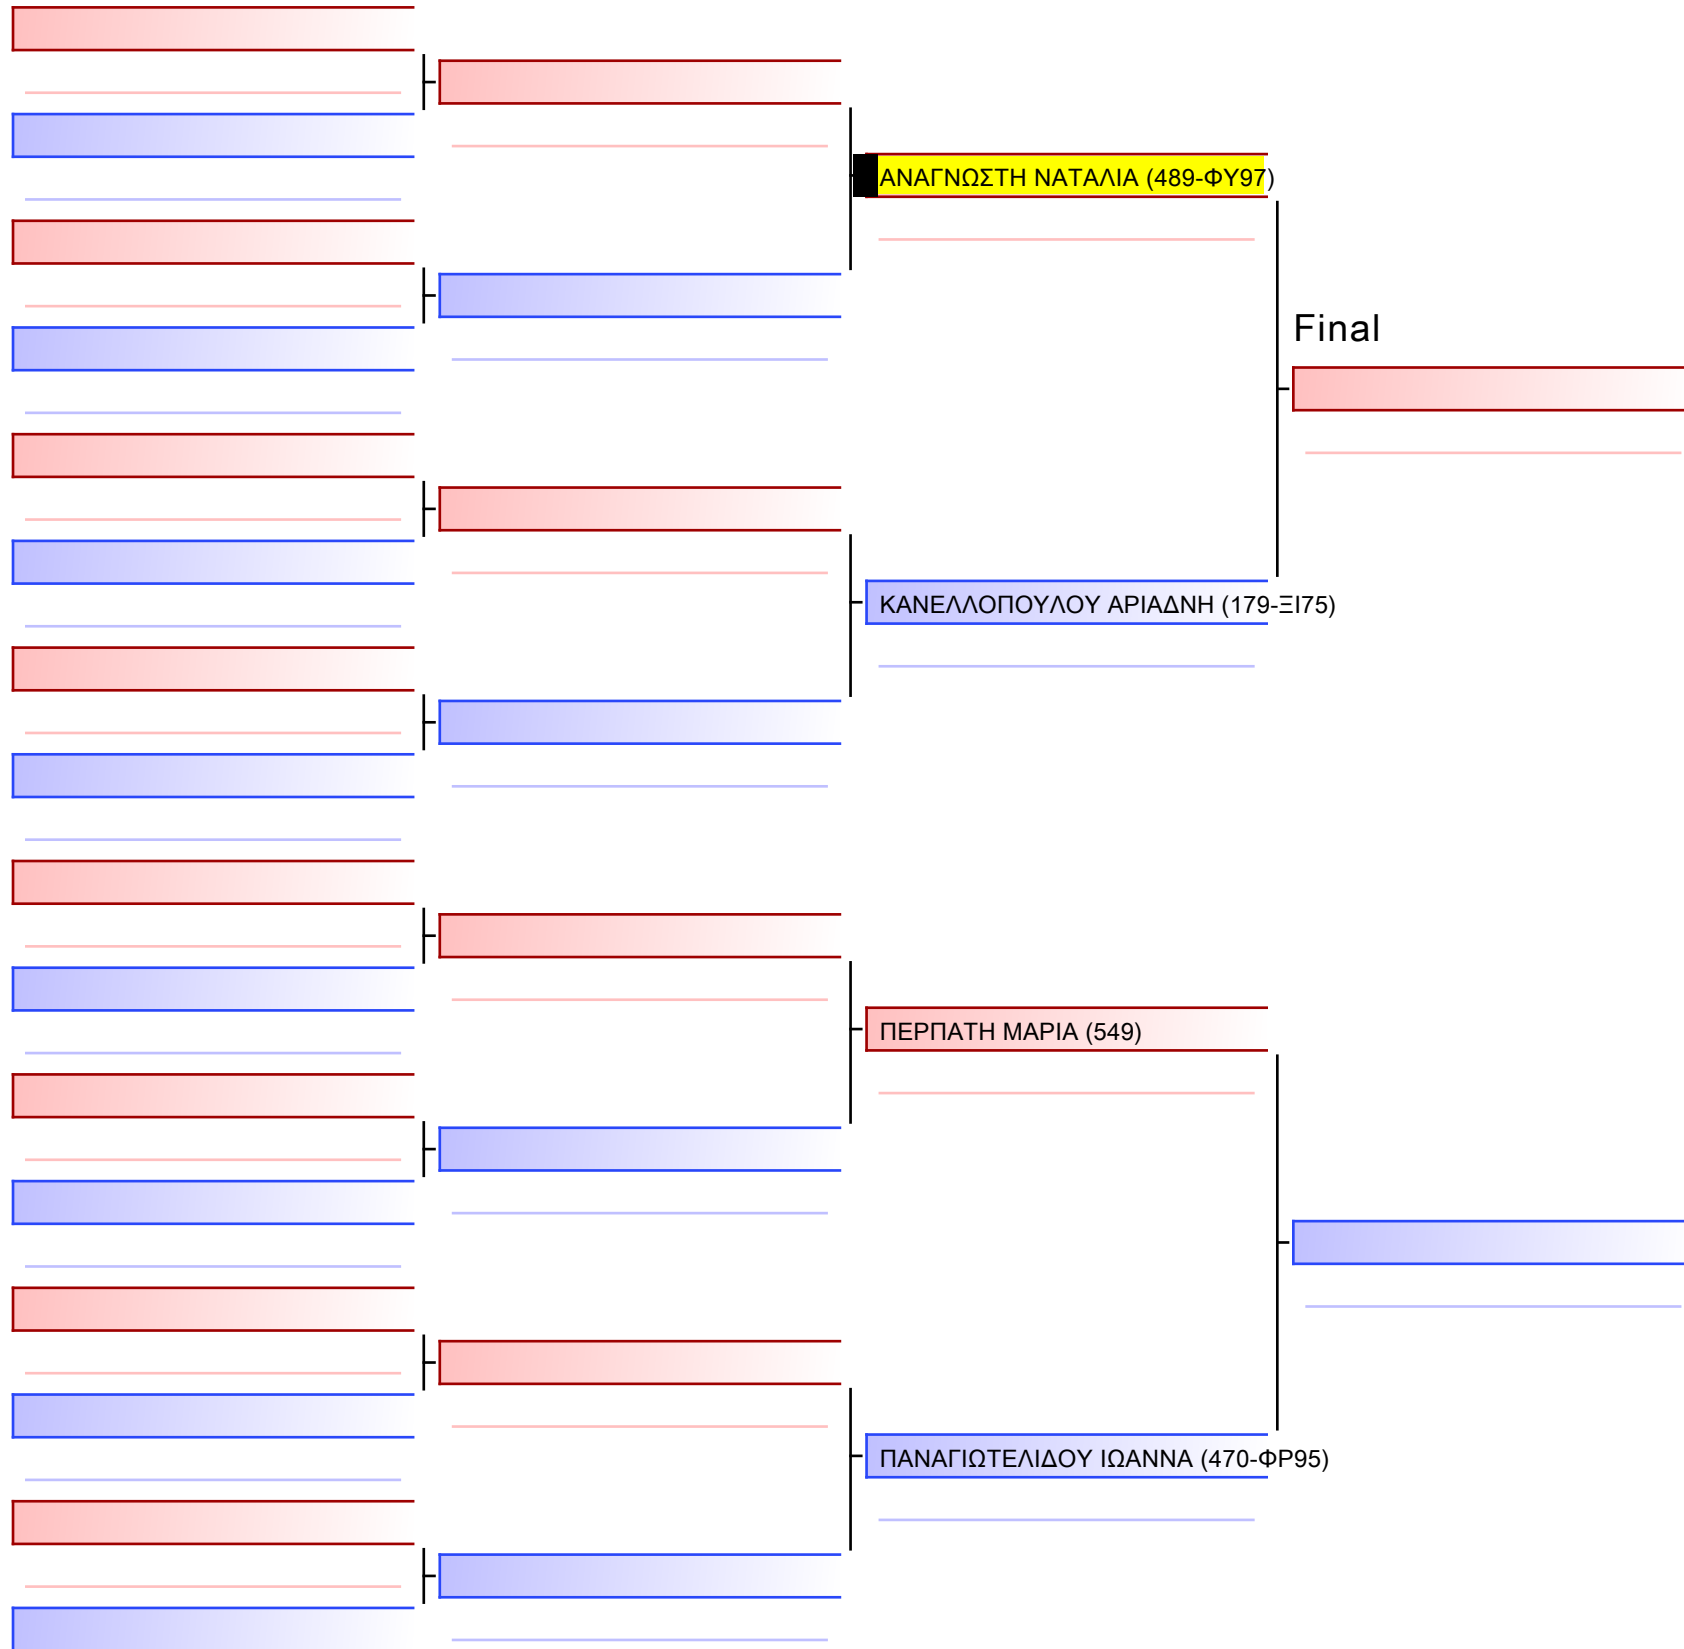 ΑΝΑΓΝΩΣΤΗ ΝΑΤΑΛΙΑ (489-ΦΥ97)
Final
ΚΑΝΕΛΛΟΠΟΥΛΟΥ ΑΡΙΑΔΝΗ (179-ΞΙ75)
ΠΕΡΠΑΤΗ ΜΑΡΙΑ (549)
ΠΑΝΑΓΙΩΤΕΛΙΔΟΥ ΙΩΑΝΝΑ (470-ΦΡ95)